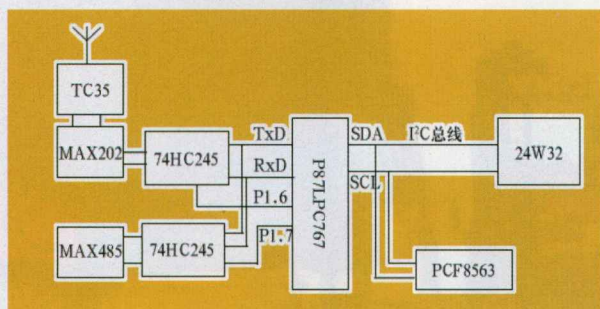 TC35
MAX202
74HC245
TxD
RxD
P1.6
P1.7
MAX485
74HC245
P87LPC767
SDA
SCL
I²C总线
24W32
PCF8563